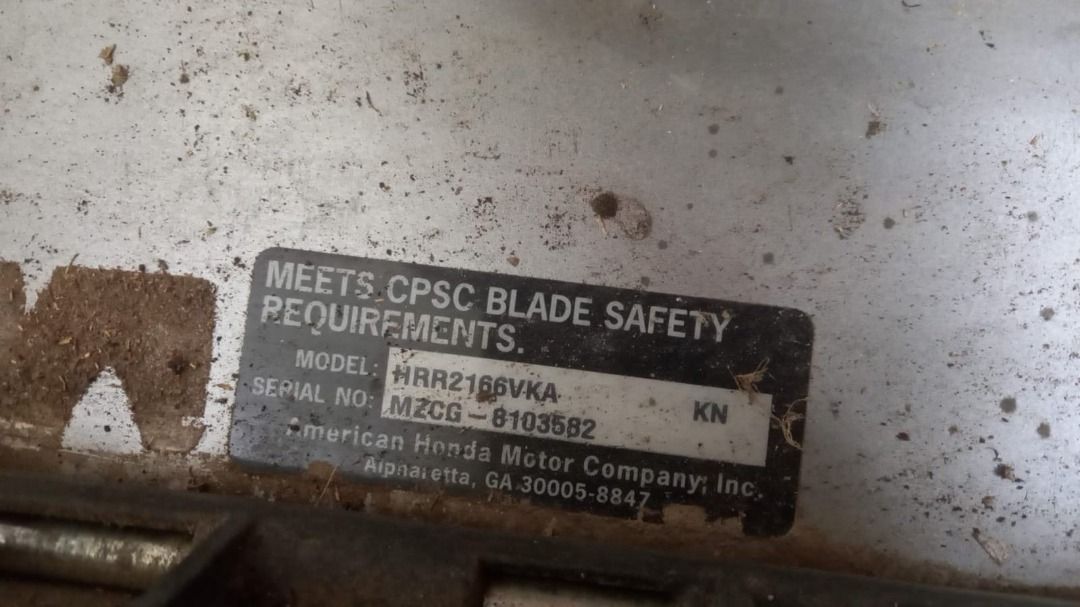 MEETS CPSC BLADE SAFETY
REQUIREMENTS.
MODEL: HRR2166VKA KN
SERIAL NO: MZCG-8103582
American Honda Motor Company, Inc.
Alpharetta, GA 30005-8847